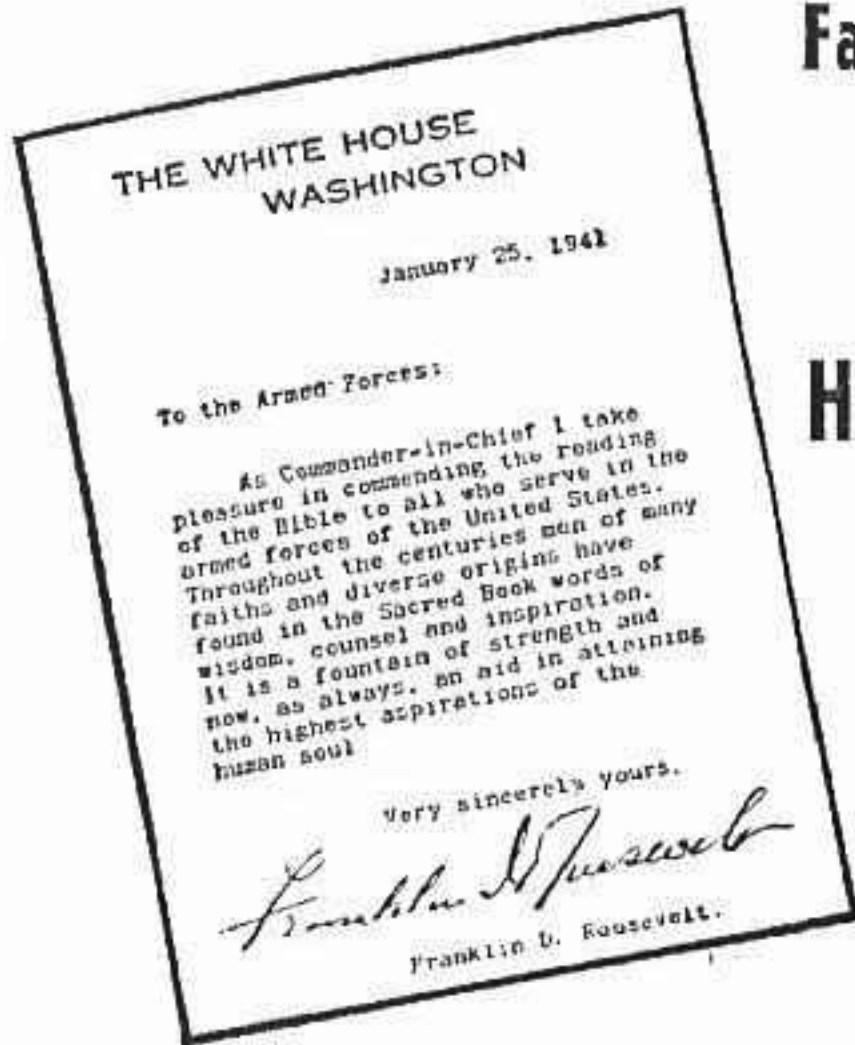 THE WHITE HOUSE
WASHINGTON
January 25, 1941
To the Armed Forces:
As Commander-in-Chief I take
pleasure in commending the reading
of the Bible to all who serve in the
armed forces of the United States.
Throughout the centuries men of many
faiths and diverse origins have
found in the Sacred Book words of
wisdom, counsel and inspiration.
It is a fountain of strength and
now, as always, an aid in attaining
the highest aspirations of the
human soul
Very sincerely yours,
Franklin D Roosevelt
Franklin D. Roosevelt.
Fa
H